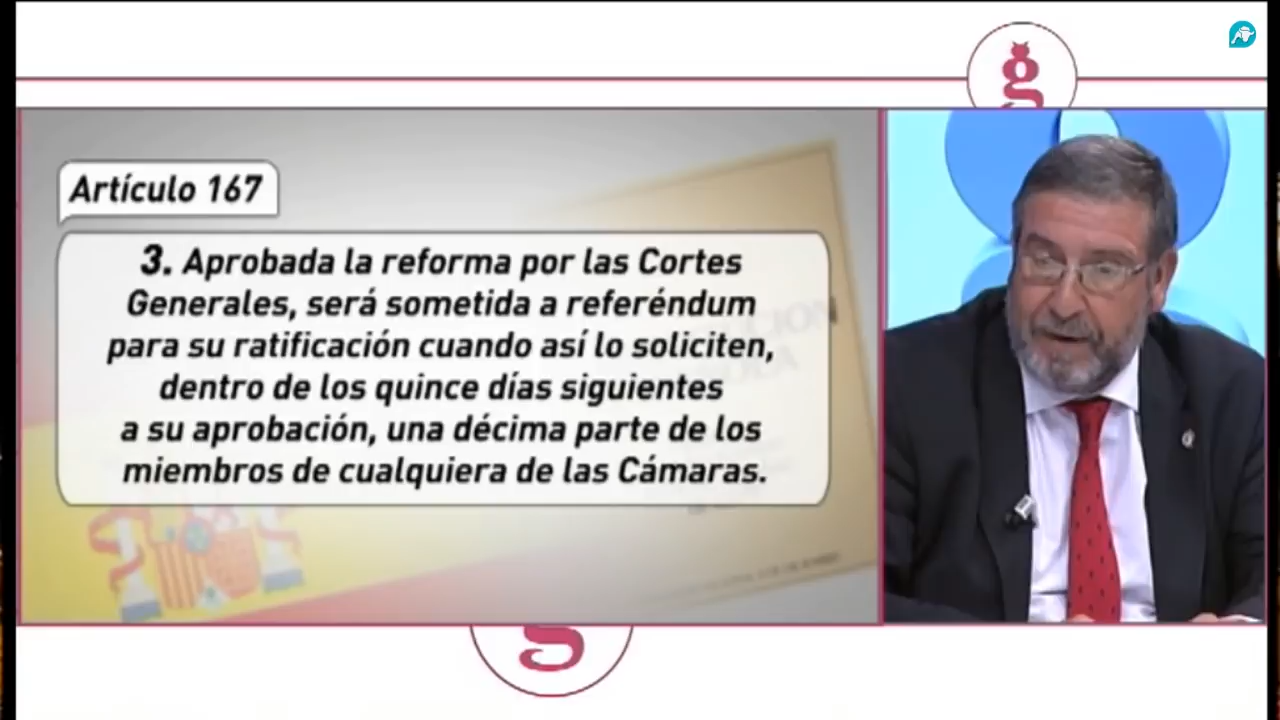 g
Artículo 167
3. Aprobada la reforma por las Cortes
Generales, será sometida a referéndum
para su ratificación cuando así lo soliciten,
dentro de los quince días siguientes
a su aprobación, una décima parte de los
miembros de cualquiera de las Cámaras.
g